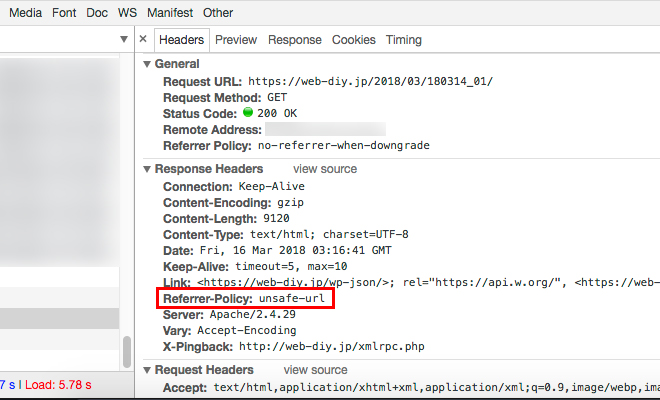 Media Font Doc WS Manifest Other
Headers Preview Response Cookies Timing
General
Request URL: https://web-diy.jp/2018/03/180314_01/
Request Method: GET
Status Code: 200 OK
Remote Address:
Referrer Policy: no-referrer-when-downgrade
Response Headers view source
Connection: Keep-Alive
Content-Encoding: gzip
Content-Length: 9120
Content-Type: text/html; charset=UTF-8
Date: Fri, 16 Mar 2018 03:16:41 GMT
Keep-Alive: timeout=5, max=10
Link: <https://web-diy.jp/wp-json/>; rel="https://api.w.org/", <https://web-
Referrer-Policy: unsafe-url
Server: Apache/2.4.29
Vary: Accept-Encoding
X-Pingback: http://web-diy.jp/xmlrpc.php
Request Headers view source
7 s | Load: 5.78 s
Accept: text/html,application/xhtml+xml,application/xml;q=0.9,image/webp,ima